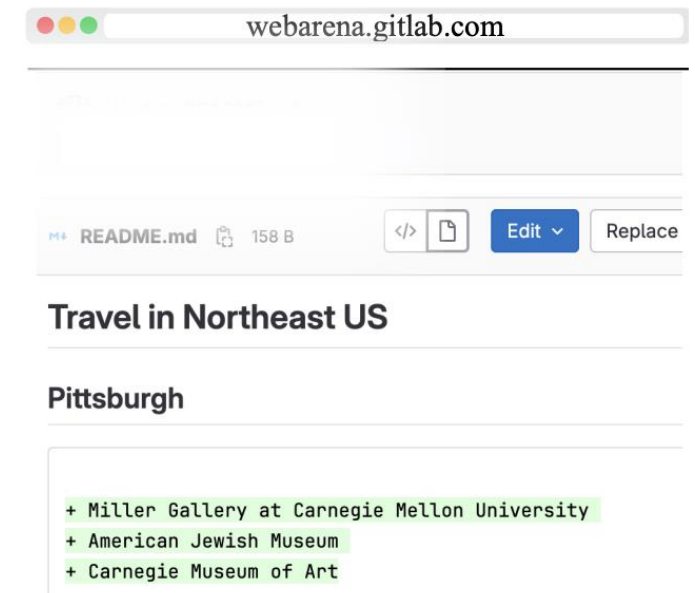 webarena.gitlab.com
README.md 158 B </> Edit Replace
Travel in Northeast US
Pittsburgh
+ Miller Gallery at Carnegie Mellon University
+ American Jewish Museum
+ Carnegie Museum of Art